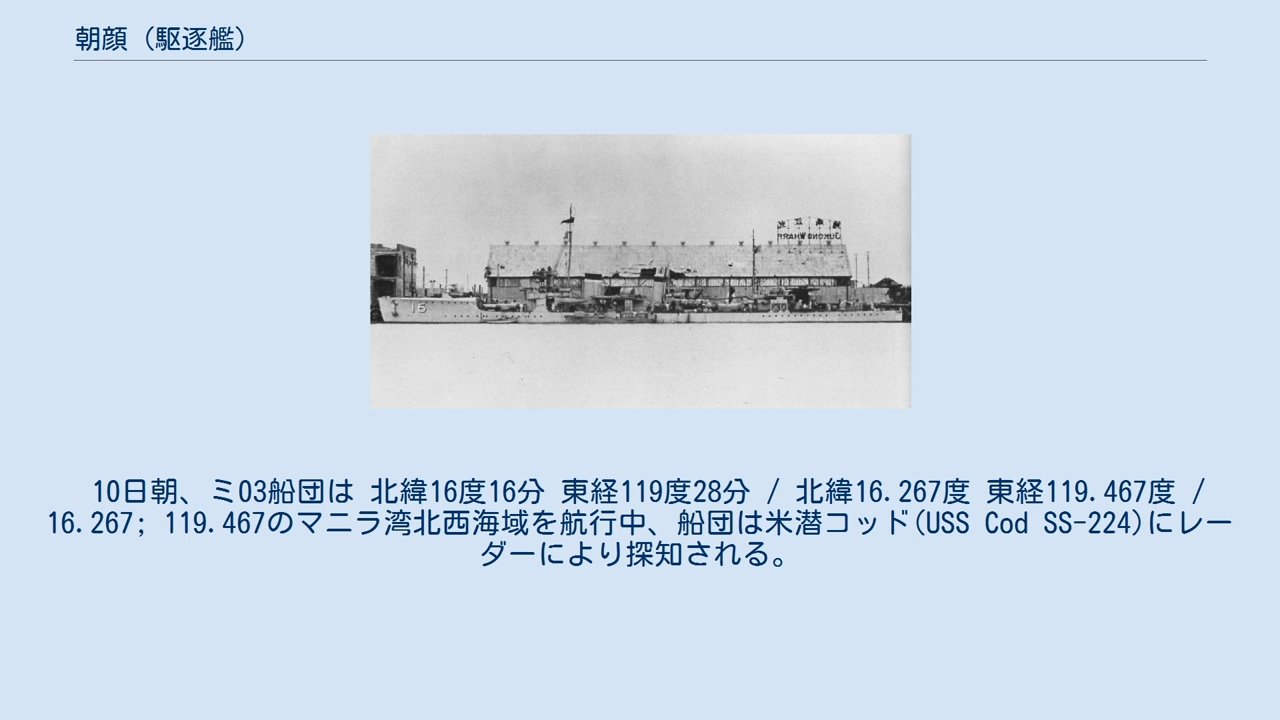 朝顔（駆逐艦）
15
10日朝、ミ03船団は 北緯16度16分 東経119度28分 / 北緯16.267度 東経119.467度 /
16.267; 119.467のマニラ湾北西海域を航行中、船団は米潜コッド(USS Cod SS-224)にレー
ダーにより探知される。